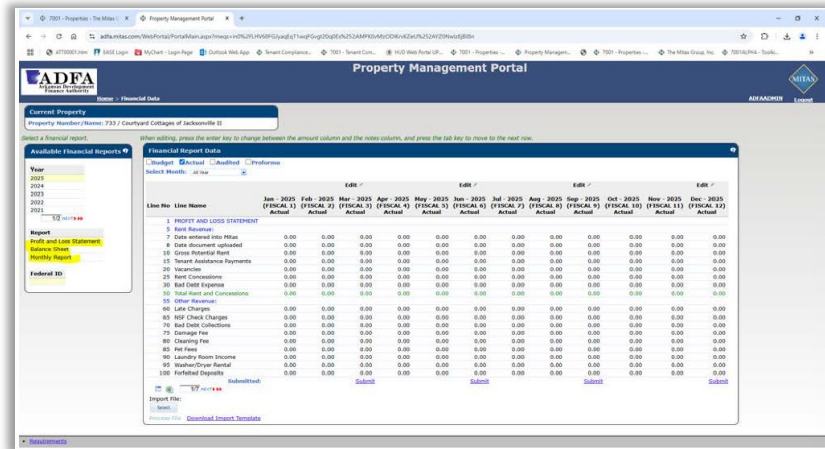 7001 - Properties - The Mitas G
Property Management Portal
adfa.mitas.com/WebPortal/PortalMain.aspx
ATT00001.htm EASE Login MyChart - Login Page Outlook Web App Tenant Compliance... 7001 - Tenant Com... HUD Web Portal UP... 7001 - Properties -... Property Managem... 7001 - Properties -... The Mitas Group, Inc. 7001ALPHA - Toolki...
Property Management Portal
ADFA
Arkansas Development
Finance Authority
MITAS
Home > Financial Data
ADFAADMIN Logout
Current Property
Property Number/Name: 733 / Courtyard Cottages of Jacksonville II
Select a financial report.
When editing, press the enter key to change between the amount column and the notes column, and press the tab key to move to the next row.
Available Financial Reports
Year
2025
2024
2023
2022
2021
1/2 NEXT
Report
Profit and Loss Statement
Balance Sheet
Monthly Report
Federal ID
Financial Report Data
Budget Actual Audited Proforma
Select Month: All Year
Edit Edit Edit Edit
Line No Line Name Jan - 2025 (FISCAL 1) Actual Feb - 2025 (FISCAL 2) Actual Mar - 2025 (FISCAL 3) Actual Apr - 2025 (FISCAL 4) Actual May - 2025 (FISCAL 5) Actual Jun - 2025 (FISCAL 6) Actual Jul - 2025 (FISCAL 7) Actual Aug - 2025 (FISCAL 8) Actual Sep - 2025 (FISCAL 9) Actual Oct - 2025 (FISCAL 10) Actual Nov - 2025 (FISCAL 11) Actual Dec - 2025 (FISCAL 12) Actual
1 PROFIT AND LOSS STATEMENT
5 Rent Revenue:
7 Date entered into Mitas 0.00 0.00 0.00 0.00 0.00 0.00 0.00 0.00 0.00 0.00 0.00 0.00
8 Date document uploaded 0.00 0.00 0.00 0.00 0.00 0.00 0.00 0.00 0.00 0.00 0.00 0.00
10 Gross Potential Rent 0.00 0.00 0.00 0.00 0.00 0.00 0.00 0.00 0.00 0.00 0.00 0.00
15 Tenant Assistance Payments 0.00 0.00 0.00 0.00 0.00 0.00 0.00 0.00 0.00 0.00 0.00 0.00
20 Vacancies 0.00 0.00 0.00 0.00 0.00 0.00 0.00 0.00 0.00 0.00 0.00 0.00
25 Rent Concessions 0.00 0.00 0.00 0.00 0.00 0.00 0.00 0.00 0.00 0.00 0.00 0.00
30 Bad Debt Expense 0.00 0.00 0.00 0.00 0.00 0.00 0.00 0.00 0.00 0.00 0.00 0.00
50 Total Rent and Concessions 0.00 0.00 0.00 0.00 0.00 0.00 0.00 0.00 0.00 0.00 0.00 0.00
55 Other Revenue:
60 Late Charges 0.00 0.00 0.00 0.00 0.00 0.00 0.00 0.00 0.00 0.00 0.00 0.00
65 NSF Check Charges 0.00 0.00 0.00 0.00 0.00 0.00 0.00 0.00 0.00 0.00 0.00 0.00
70 Bad Debt Collections 0.00 0.00 0.00 0.00 0.00 0.00 0.00 0.00 0.00 0.00 0.00 0.00
75 Damage Fee 0.00 0.00 0.00 0.00 0.00 0.00 0.00 0.00 0.00 0.00 0.00 0.00
80 Cleaning Fee 0.00 0.00 0.00 0.00 0.00 0.00 0.00 0.00 0.00 0.00 0.00 0.00
85 Pet Fees 0.00 0.00 0.00 0.00 0.00 0.00 0.00 0.00 0.00 0.00 0.00 0.00
90 Laundry Room Income 0.00 0.00 0.00 0.00 0.00 0.00 0.00 0.00 0.00 0.00 0.00 0.00
95 Washer/Dryer Rental 0.00 0.00 0.00 0.00 0.00 0.00 0.00 0.00 0.00 0.00 0.00 0.00
100 Forfeited Deposits 0.00 0.00 0.00 0.00 0.00 0.00 0.00 0.00 0.00 0.00 0.00 0.00
Submitted: Submit Submit Submit Submit
1/7 NEXT
Import File:
Select
Process File Download Import Template
Requirements